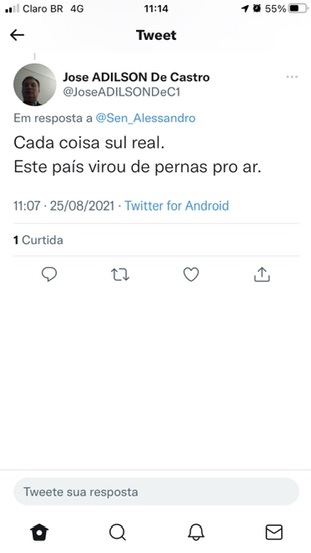 Claro BR 4G 11:14 55%
Tweet
Jose ADILSON De Castro
@JoseADILSONDeC1
Em resposta a @Sen_Alessandro
Cada coisa sul real.
Este país virou de pernas pro ar.
11:07 · 25/08/2021 · Twitter for Android
1 Curtida
Tweete sua resposta